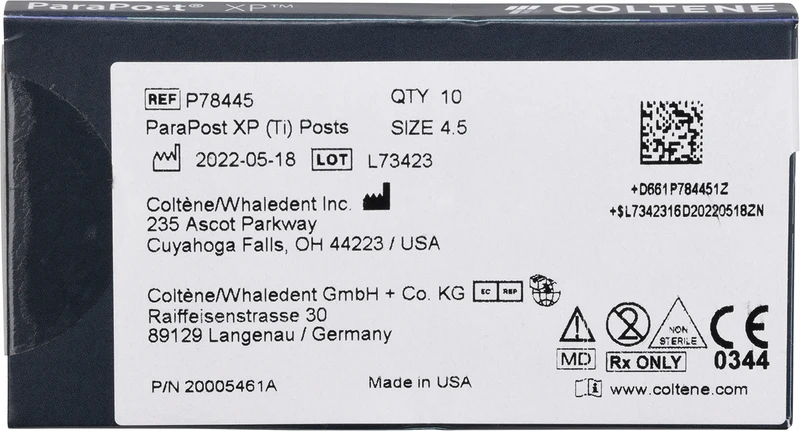 ParaPost® XP™
COLTENE
REF P78445
QTY 10
ParaPost XP (Ti) Posts
SIZE 4.5
2022-05-18 LOT L73423
+D661P784451Z
+$L7342316D20220518ZN
Coltène/Whaledent Inc.
235 Ascot Parkway
Cuyahoga Falls, OH 44223 / USA
Coltène/Whaledent GmbH + Co. KG EC REP
Raiffeisenstrasse 30
89129 Langenau / Germany
2
NON
STERILE
CE
MD
Rx ONLY
0344
P/N 20005461A
Made in USA
www.coltene.com